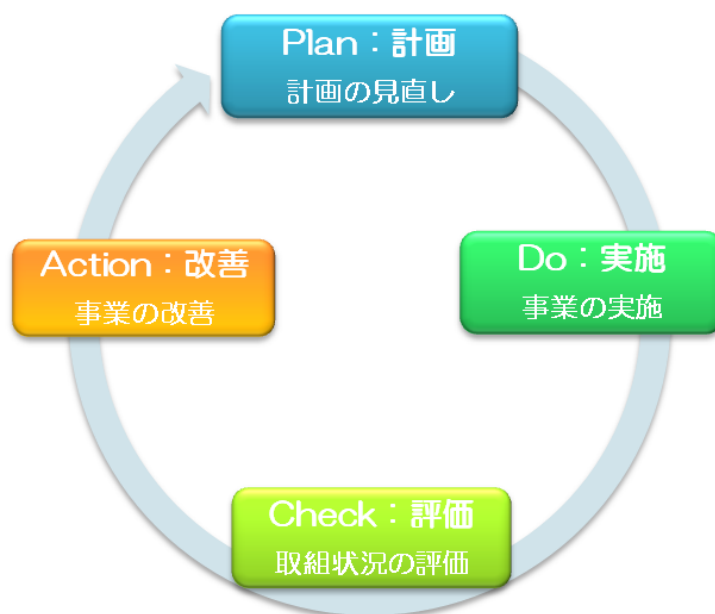 Plan：計画
計画の見直し
Do：実施
事業の実施
Check：評価
取組状況の評価
Action：改善
事業の改善